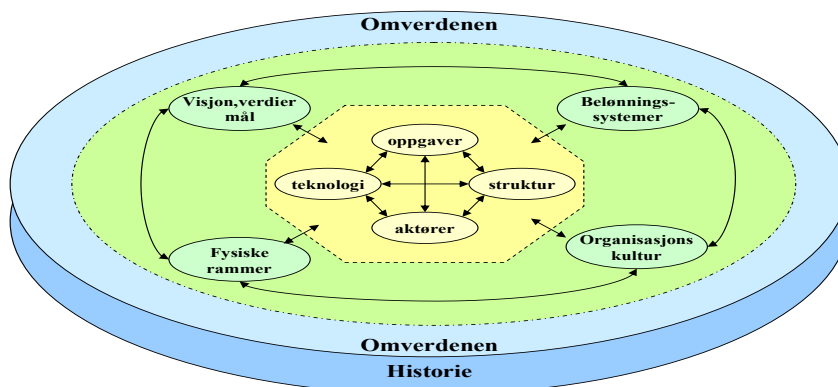 Omverdenen
Visjon,verdier
mål
Belønnings-
systemer
oppgaver
teknologi
struktur
aktører
Fysiske
rammer
Organisasjons
kultur
Omverdenen
Historie